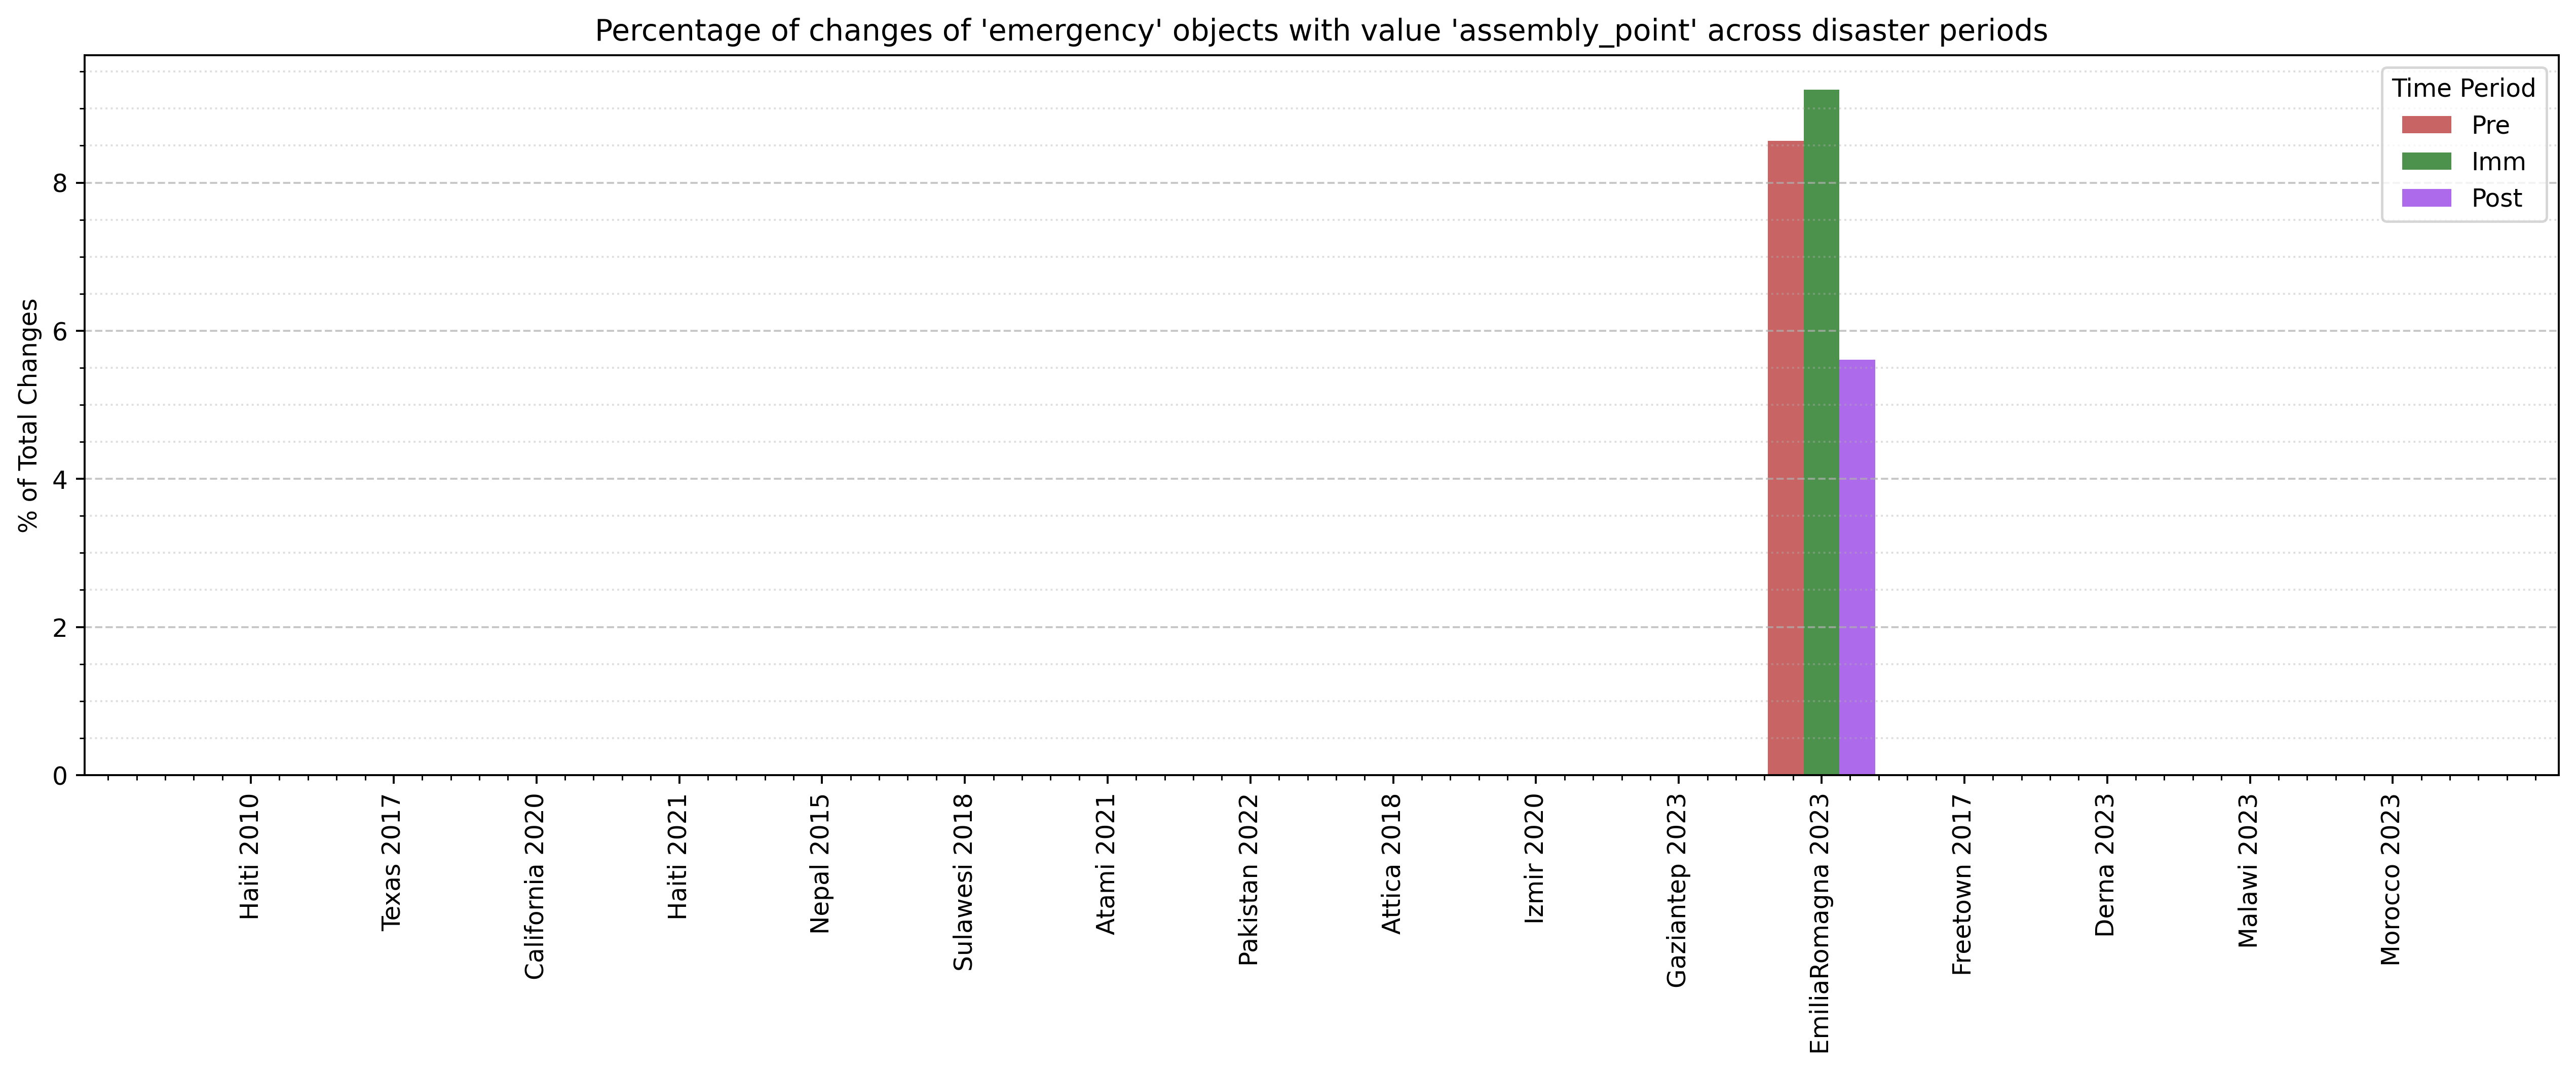 Percentage of changes of 'emergency' objects with value 'assembly_point' across disaster periods
Time Period
Pre
Imm
Post
% of Total Changes
8
6
4
2
0
Haiti 2010
Texas 2017
California 2020
Haiti 2021
Nepal 2015
Sulawesi 2018
Atami 2021
Pakistan 2022
Attica 2018
Izmir 2020
Gaziantep 2023
EmiliaRomagna 2023
Freetown 2017
Derna 2023
Malawi 2023
Morocco 2023